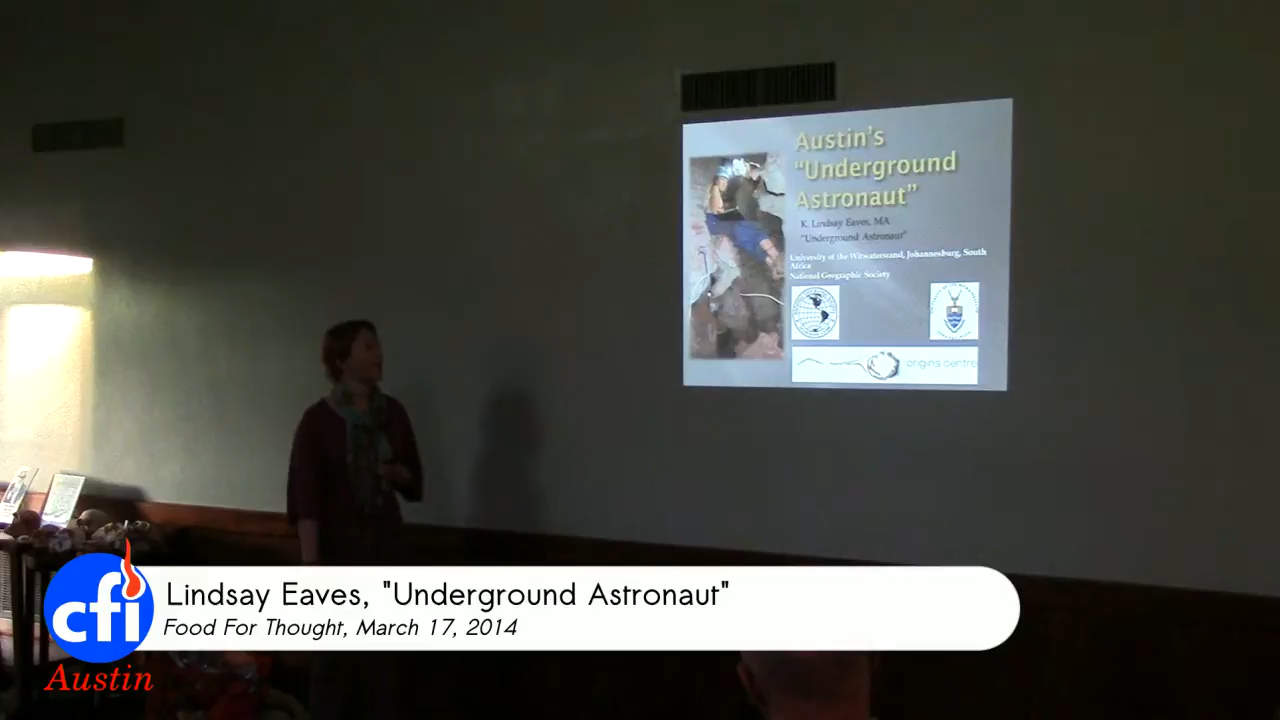 Austin's
"Underground
Astronaut"
K. Lindsay Eaves, MA
"Underground Astronaut"
University of the Witwaterstand, Johannesburg, South
Africa
National Geographic Society
origins centre
cfi
Austin
Lindsay Eaves, "Underground Astronaut"
Food For Thought, March 17, 2014